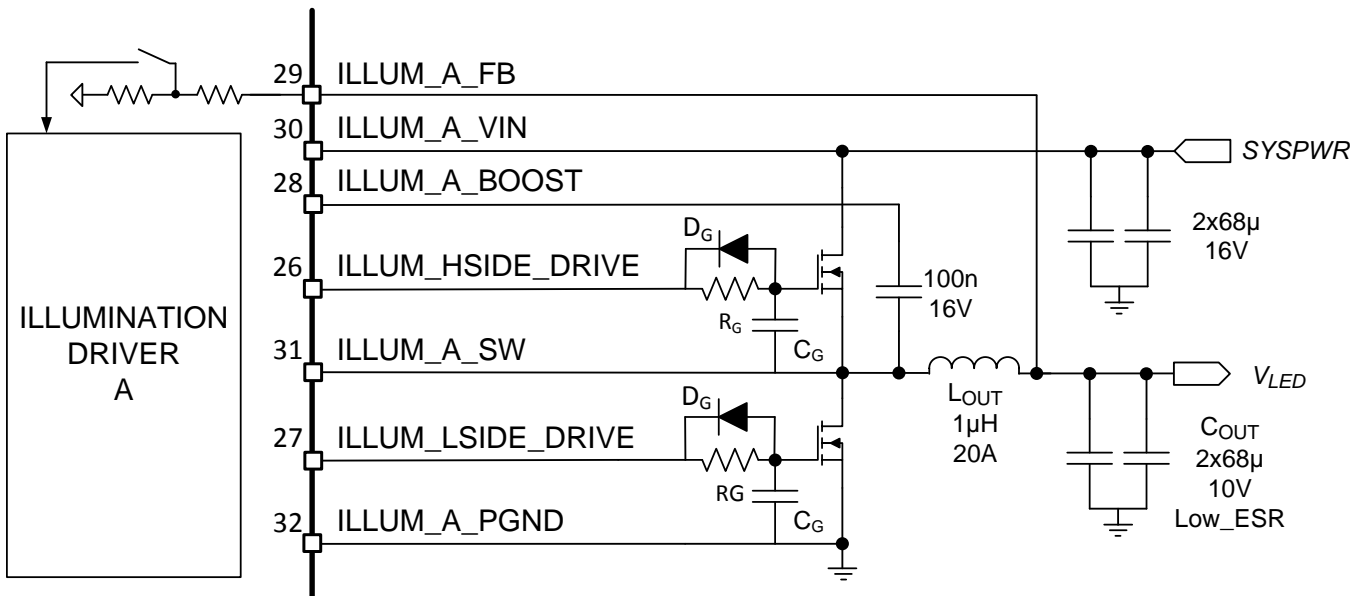 29 ILLUM_A_FB
30 ILLUM_A_VIN
SYSPWR
28 ILLUM_A_BOOST
2x68µ
16V
DG
26 ILLUM_HSIDE_DRIVE
100n
16V
RG
CG
ILLUMINATION
DRIVER
A
31 ILLUM_A_SW
VLED
LOUT
1µH
20A
DG
27 ILLUM_LSIDE_DRIVE
COUT
2x68µ
10V
Low_ESR
RG
CG
32 ILLUM_A_PGND